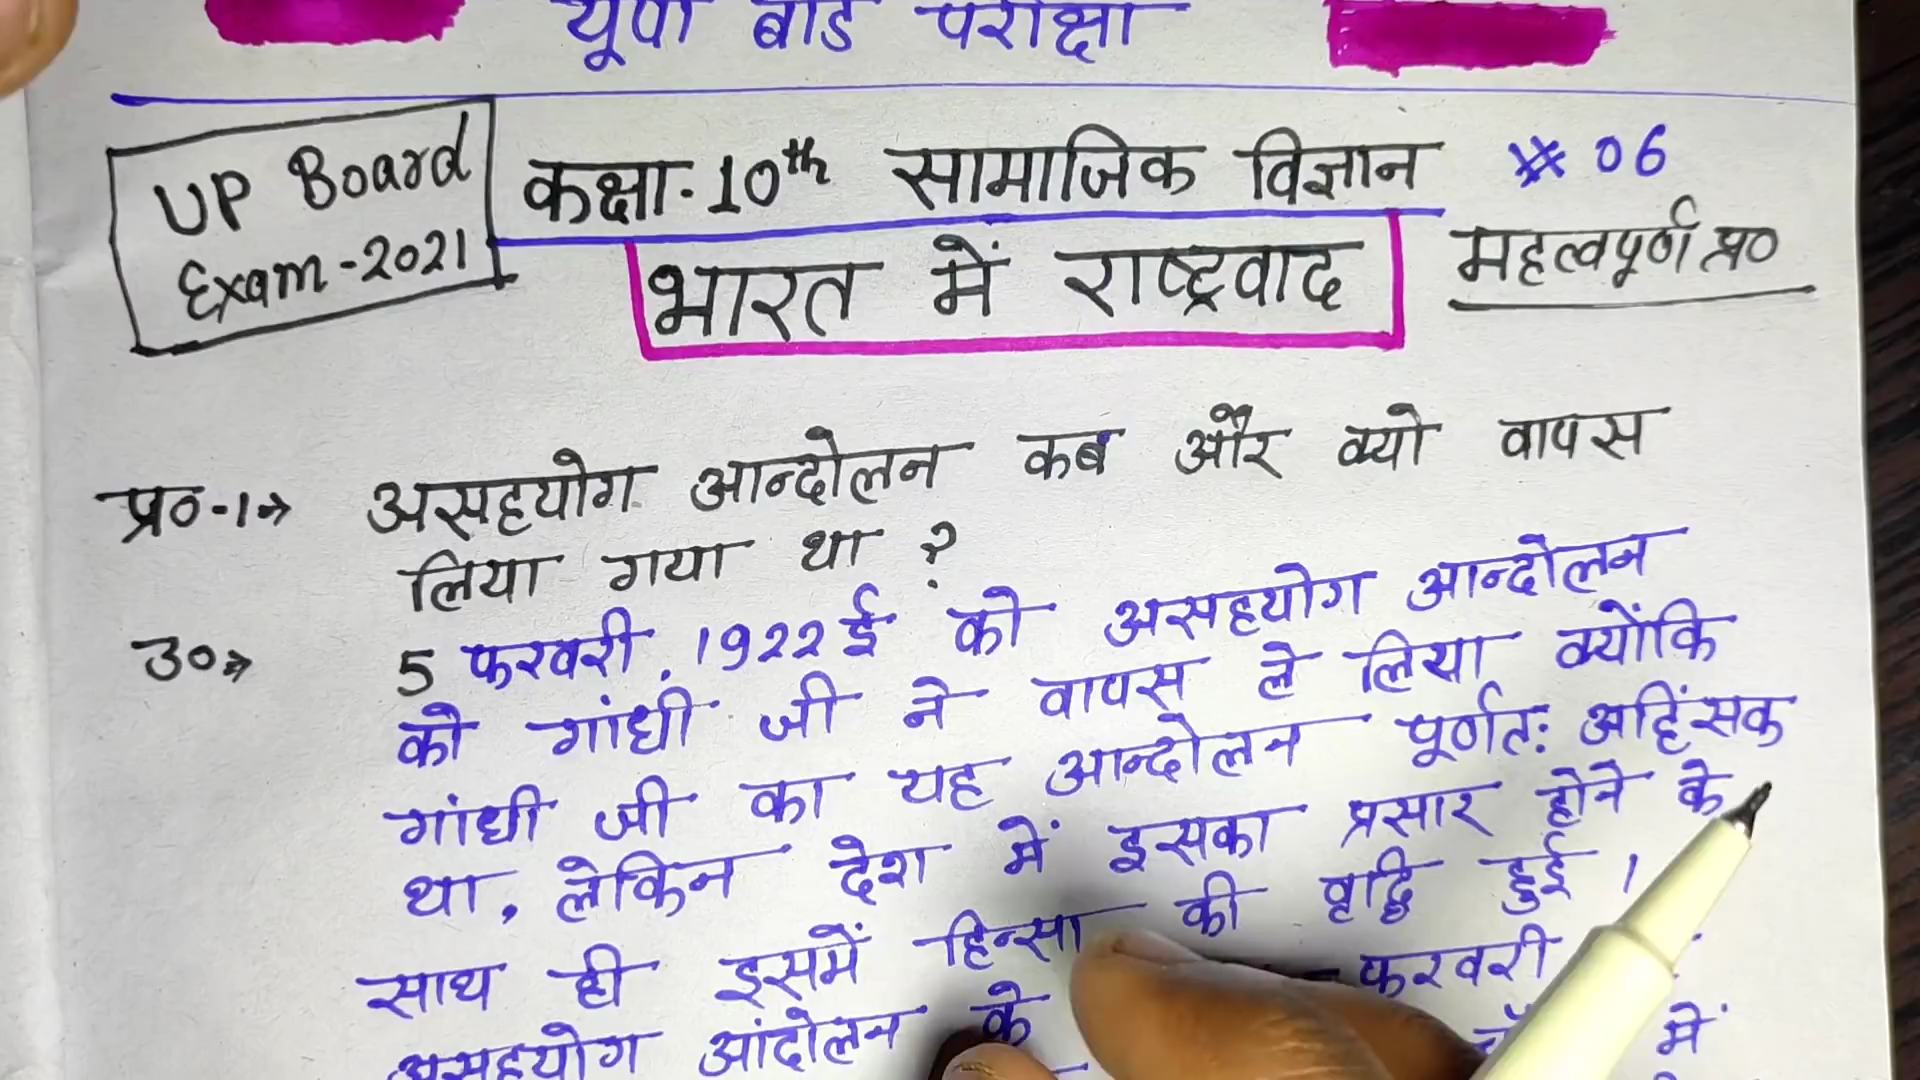 यूपी बोर्ड परीक्षा
UP Board
Exam-2021
कक्षा-10th सामाजिक विज्ञान # 06
भारत में राष्ट्रवाद
महत्वपूर्ण प्र०
प्र०-1→ असहयोग आन्दोलन कब और क्यो वापस
लिया गया था ?
उ०→ 5 फरवरी, 1922 ई को असहयोग आन्दोलन
को गांधी जी ने वापस ले लिया क्योंकि
गांधी जी का यह आन्दोलन पूर्णत: अहिंसक
था, लेकिन देश में इसका प्रसार होने के
साथ ही इसमें हिन्सा की वृद्धि हुई।
असहयोग आंदोलन के फरवरी
में